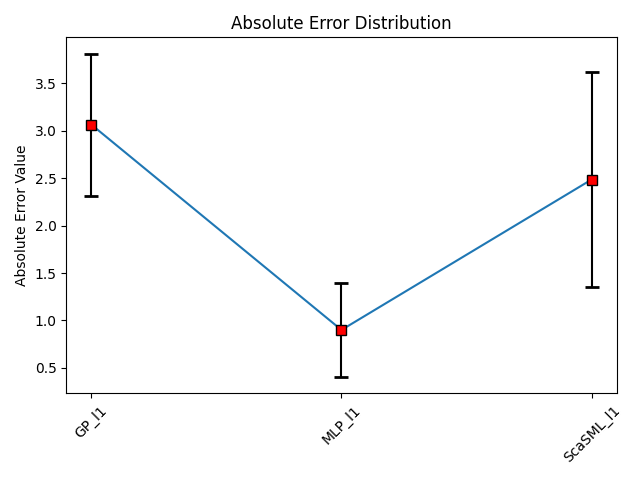 Absolute Error Distribution
Absolute Error Value
3.5
3.0
2.5
2.0
1.5
1.0
0.5
GP_l1
MLP_l1
ScaSML_l1